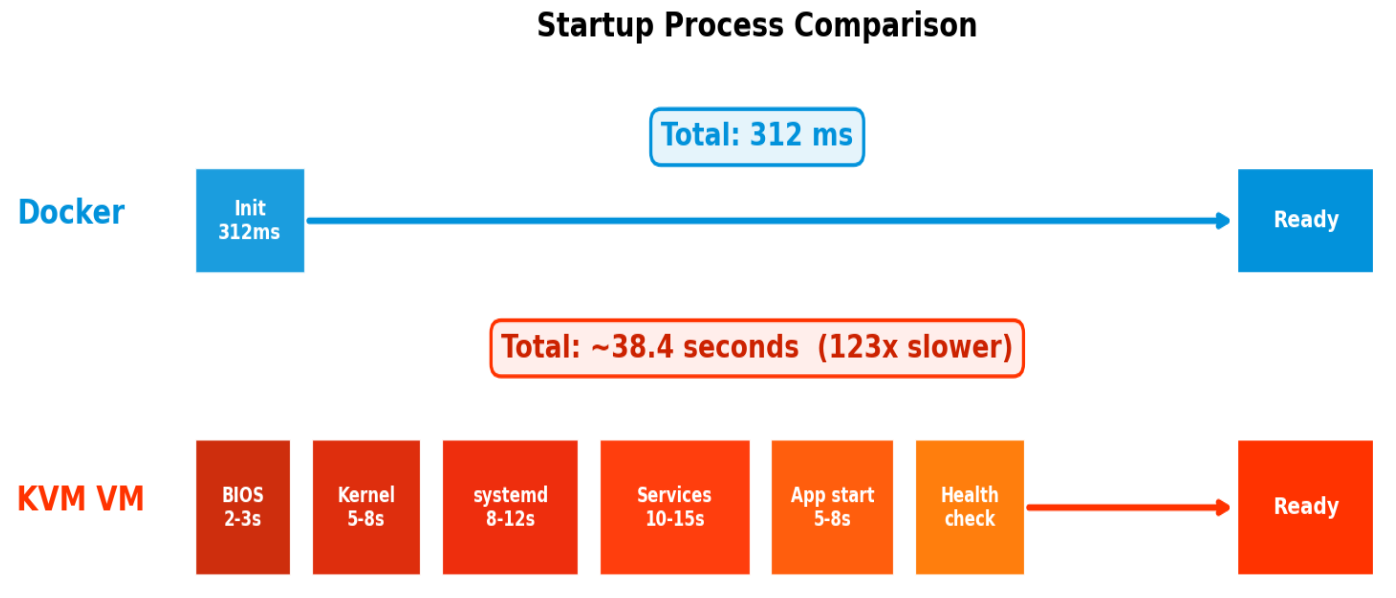 Startup Process Comparison
Total: 312 ms
Docker
Init
312ms
Ready
Total: ~38.4 seconds  (123x slower)
KVM VM
BIOS
2-3s
Kernel
5-8s
systemd
8-12s
Services
10-15s
App start
5-8s
Health
check
Ready